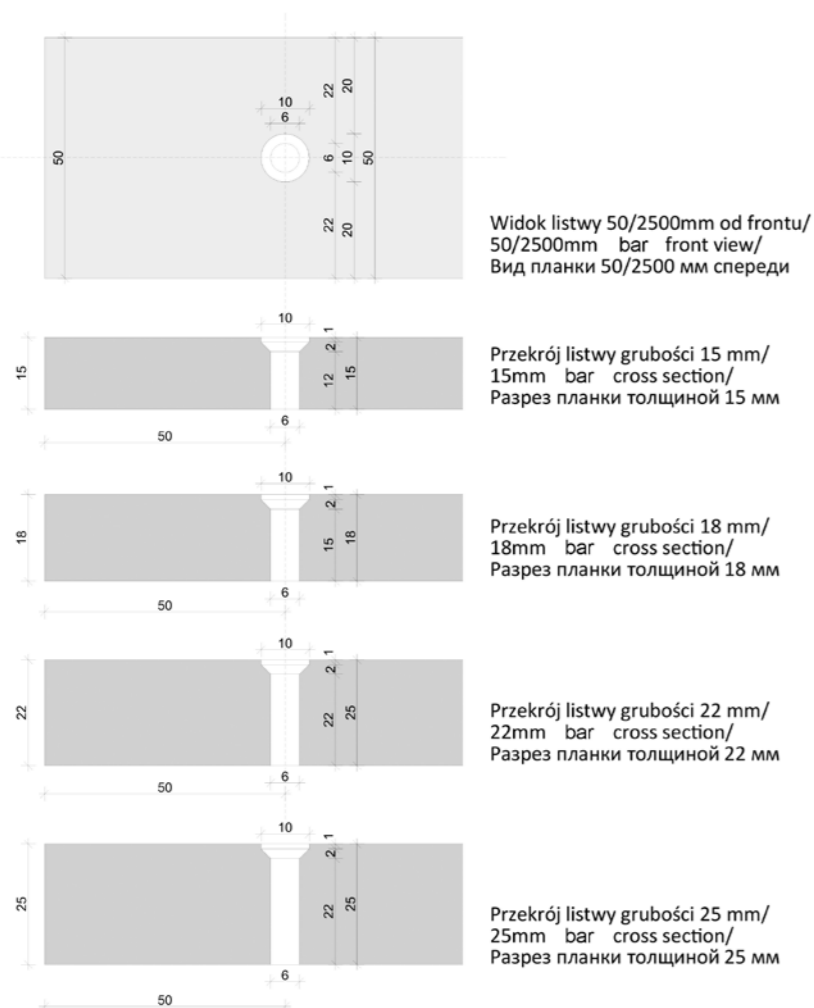 10
6
22
20
50
6
10
50
22
20
Widok listwy 50/2500mm od frontu/
50/2500mm bar front view/
Вид планки 50/2500 мм спереди
10
1
2
15
12
15
6
50
Przekrój listwy grubości 15 mm/
15mm bar cross section/
Разрез планки толщиной 15 мм
10
1
2
18
15
18
6
50
Przekrój listwy grubości 18 mm/
18mm bar cross section/
Разрез планки толщиной 18 мм
10
1
2
22
22
25
6
50
Przekrój listwy grubości 22 mm/
22mm bar cross section/
Разрез планки толщиной 22 мм
10
1
2
25
22
25
6
50
Przekrój listwy grubości 25 mm/
25mm bar cross section/
Разрез планки толщиной 25 мм